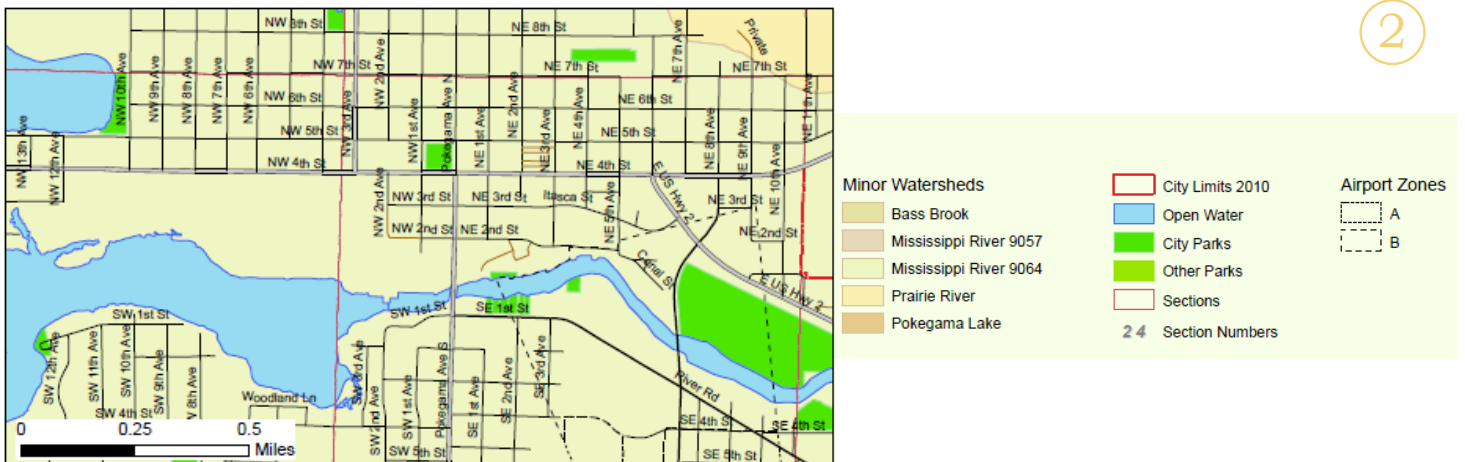 2
NW 8th St
NE 8th St
NE 7th Ave
Private
NW 7th St
NE 7th St
NE 7th St
NW 10th Ave
NW 9th Ave
NW 8th Ave
NW 7th Ave
NW 6th Ave
NW 3rd Ave
NW 2nd Ave
NW 1st Ave
Pokegama Ave N
NE 1st Ave
NE 2nd Ave
NE 3rd Ave
NE 4th Ave
NE 8th Ave
NE 9th Ave
NE 10th Ave
NE 11th Ave
NW 6th St
NE 6th St
NW 5th St
NE 5th St
NW 13th Ave
NW 12th Ave
NW 4th St
NE 4th St
E US Hwy 2
NW 2nd Ave
NW 3rd St
NE 3rd St
Itasca St
NE 5th Ave
NE 3rd St
NW 2nd St
NE 2nd St
NE 2nd St
Canal St
E US Hwy 2
SW 1st St
SW 1st St
SE 1st St
SW 12th Ave
SW 11th Ave
SW 10th Ave
SW 9th Ave
W 8th Ave
SW 3rd Ave
SW 2nd Ave
SW 1st Ave
Pokegama Ave S
SE 1st Ave
SE 2nd Ave
SE 3rd Ave
River Rd
Woodland Ln
SW 4th St
SE 4th St
SE 4th St
SW 5th St
SE 5th St
0 0.25 0.5
Miles
Minor Watersheds
Bass Brook
Mississippi River 9057
Mississippi River 9064
Prairie River
Pokegama Lake
City Limits 2010
Open Water
City Parks
Other Parks
Sections
24 Section Numbers
Airport Zones
A
B